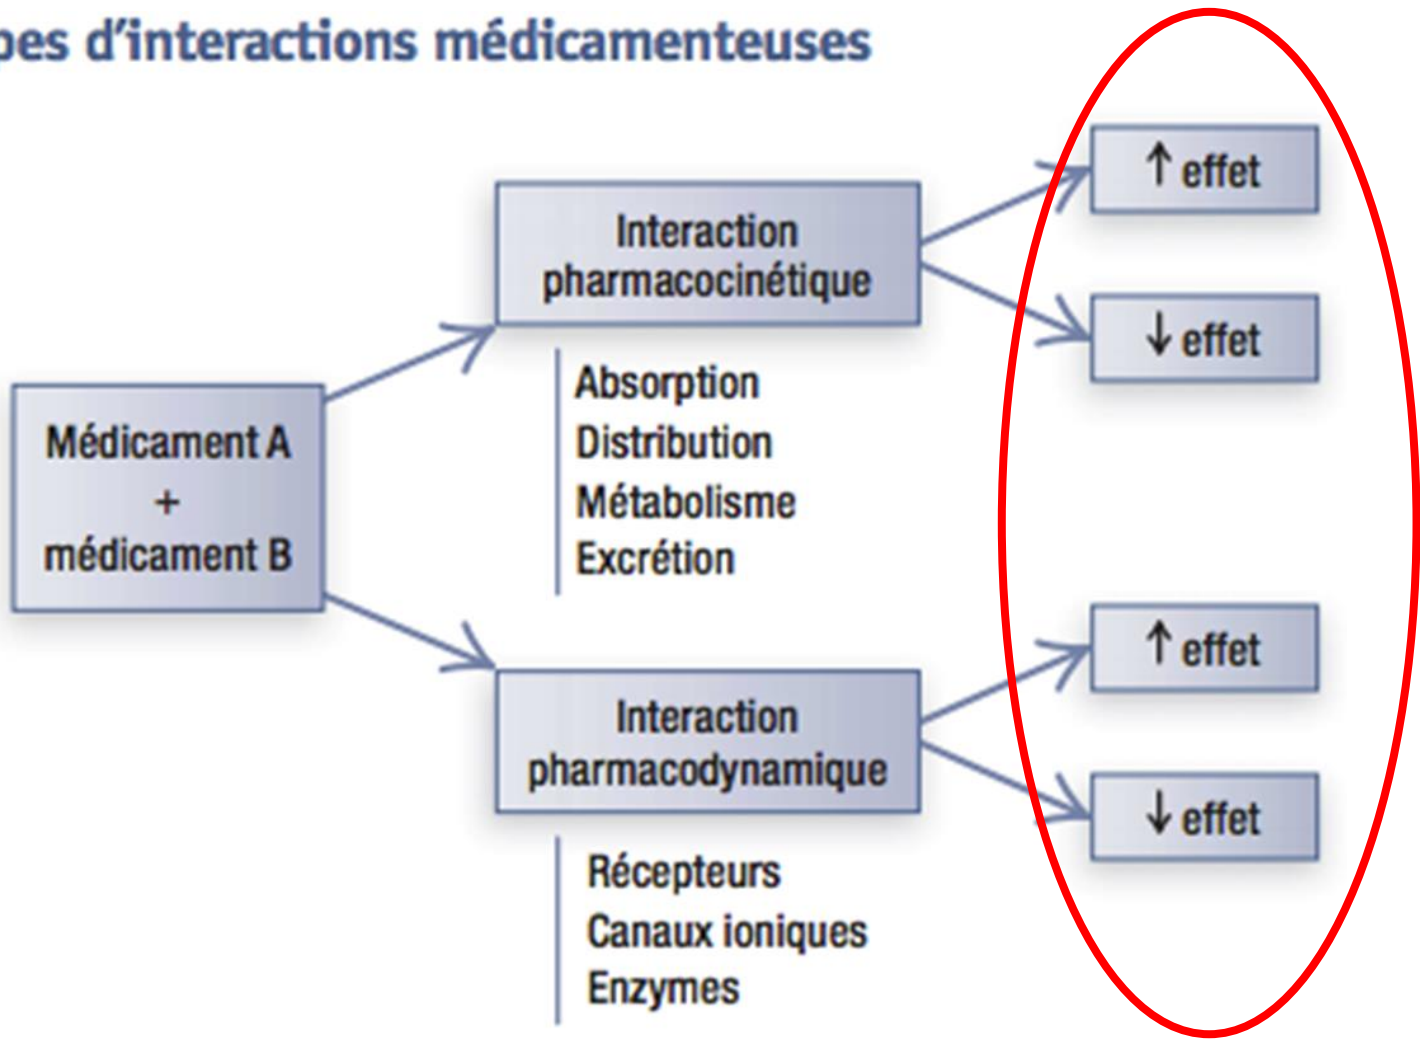 d'interactions médicamenteuses
Interaction
pharmacocinétique
↑ effet
↓ effet
Absorption
Distribution
Métabolisme
Excrétion
Médicament A
+
médicament B
Interaction
pharmacodynamique
↑ effet
↓ effet
Récepteurs
Canaux ioniques
Enzymes